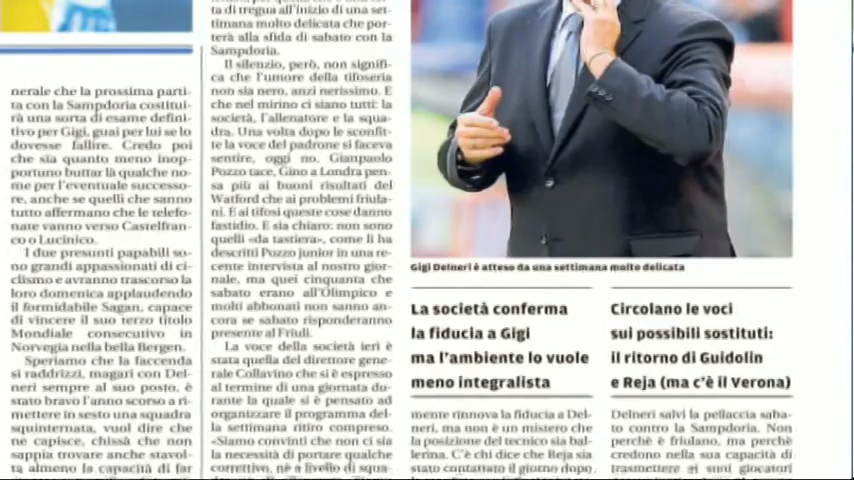 nerale che la prossima parti-
ta con la Sampdoria costitui-
rà una sorta di esame defini-
tivo per Gigi, guai per lui se lo
dovesse fallire. Credo poi
che sia quanto meno inop-
portuno buttar là qualche no-
me per l'eventuale successo-
re, anche se quelli che sanno
tutto affermano che le telefo-
nate vanno verso Castelfran-
co o Lucinico.
I due presunti papabili so-
no grandi appassionati di ci-
clismo e avranno trascorso la
loro domenica applaudendo
il formidabile Sagan, capace
di vincere il suo terzo titolo
Mondiale consecutivo in
Norvegia nella bella Bergen.
Speriamo che la faccenda
si raddrizzi, magari con Del-
neri sempre al suo posto, è
stato bravo l'anno scorso a ri-
mettere in sesto una squadra
squinternata, vuol dire che
ne capisce, chissà che non
sappia trovare anche stavol-
ta almeno la capacità di far
ta di tregua all'inizio di una set-
timana molto delicata che por-
terà alla sfida di sabato con la
Sampdoria.
Il silenzio, però, non signifi-
ca che l'umore della tifoseria
non sia nero, anzi nerissimo. E
che nel mirino ci siano tutti: la
società, l'allenatore e la squa-
dra. Una volta dopo le sconfit-
te la voce del padrone si faceva
sentire, oggi no. Gianpaolo
Pozzo tace, Gino a Londra pen-
sa più ai buoni risultati del
Watford che ai problemi friula-
ni. E ai tifosi queste cose danno
fastidio. E sia chiaro: non sono
quelli «da tastiera», come li ha
descritti Pozzo junior in una re-
cente intervista al nostro gior-
nale, ma quei cinquanta che
sabato erano all'Olimpico e
molti abbonati non sanno an-
cora se sabato risponderanno
presente al Friuli.
La voce della società ieri è
stata quella del direttore gene-
rale Collavino che si è espresso
al termine di una giornata du-
rante la quale si è pensato ad
organizzare il programma del-
la settimana ritiro compreso.
«Siamo convinti che non ci sia
la necessità di portare qualche
correttivo, nè a livello di squa-
Gigi Delneri è atteso da una settimana molto delicata
La società conferma
la fiducia a Gigi
ma l'ambiente lo vuole
meno integralista
Circolano le voci
sui possibili sostituti:
il ritorno di Guidolin
e Reja (ma c'è il Verona)
mente rinnova la fiducia a Del-
neri, ma non è un mistero che
la posizione del tecnico sia bal-
lerina. C'è chi dice che Reja sia
stato contattato il giorno dopo
Delneri salvi la pellaccia saba-
to contro la Sampdoria. Non
perchè è friulano, ma perchè
credono nella sua capacità di
trasmettere ai suoi giocatori